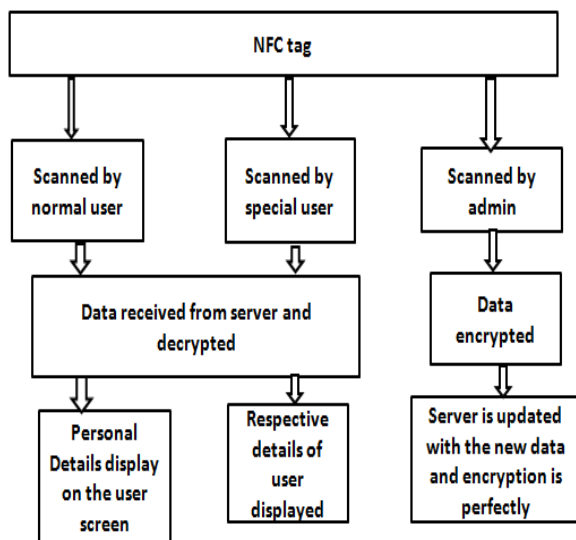 NFC tag
Scanned by
normal user
Scanned by
special user
Scanned by
admin
Data received from server and
decrypted
Data
encrypted
Personal
Details display
on the user
screen
Respective
details of
user
displayed
Server is updated
with the new data
and encryption is
perfectly